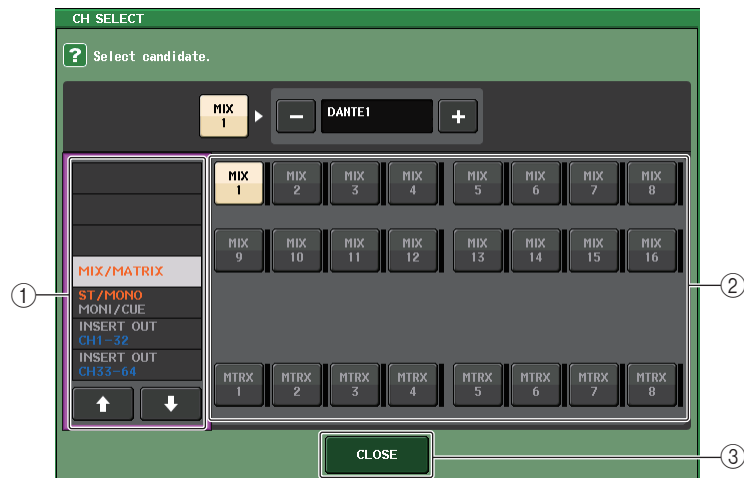 CH SELECT
? Select candidate.
MIX 1
DANTE1
MIX 1
MIX 2
MIX 3
MIX 4
MIX 5
MIX 6
MIX 7
MIX 8
MIX/MATRIX
ST/MONO
MONI/CUE
INSERT OUT
CH1-32
INSERT OUT
CH33-64
MIX 9
MIX 10
MIX 11
MIX 12
MIX 13
MIX 14
MIX 15
MIX 16
MTRX 1
MTRX 2
MTRX 3
MTRX 4
MTRX 5
MTRX 6
MTRX 7
MTRX 8
CLOSE
1
2
3